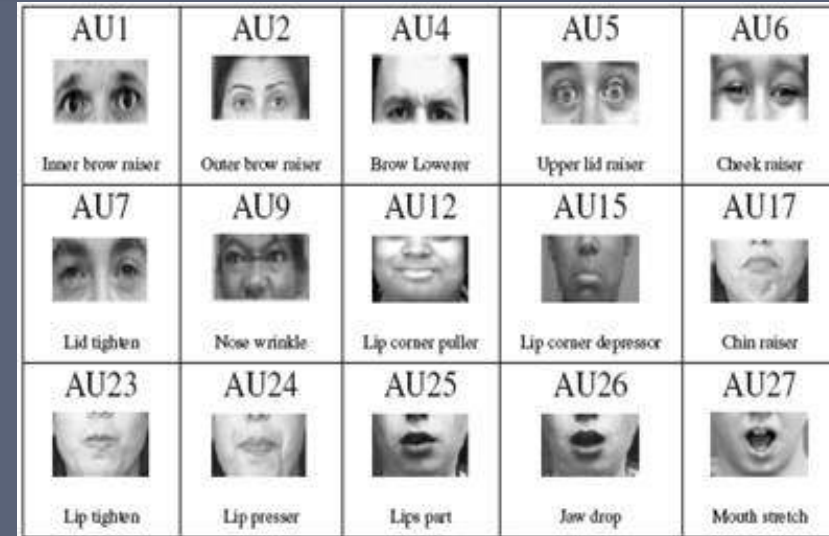 AU1 AU2 AU4 AU5 AU6
Inner brow raiser Outer brow raiser Brow Lowerer Upper lid raiser Cheek raiser
AU7 AU9 AU12 AU15 AU17
Lid tighten Nose wrinkle Lip corner puller Lip corner depressor Chin raiser
AU23 AU24 AU25 AU26 AU27
Lip tighten Lip presser Lips part Jaw drop Mouth stretch